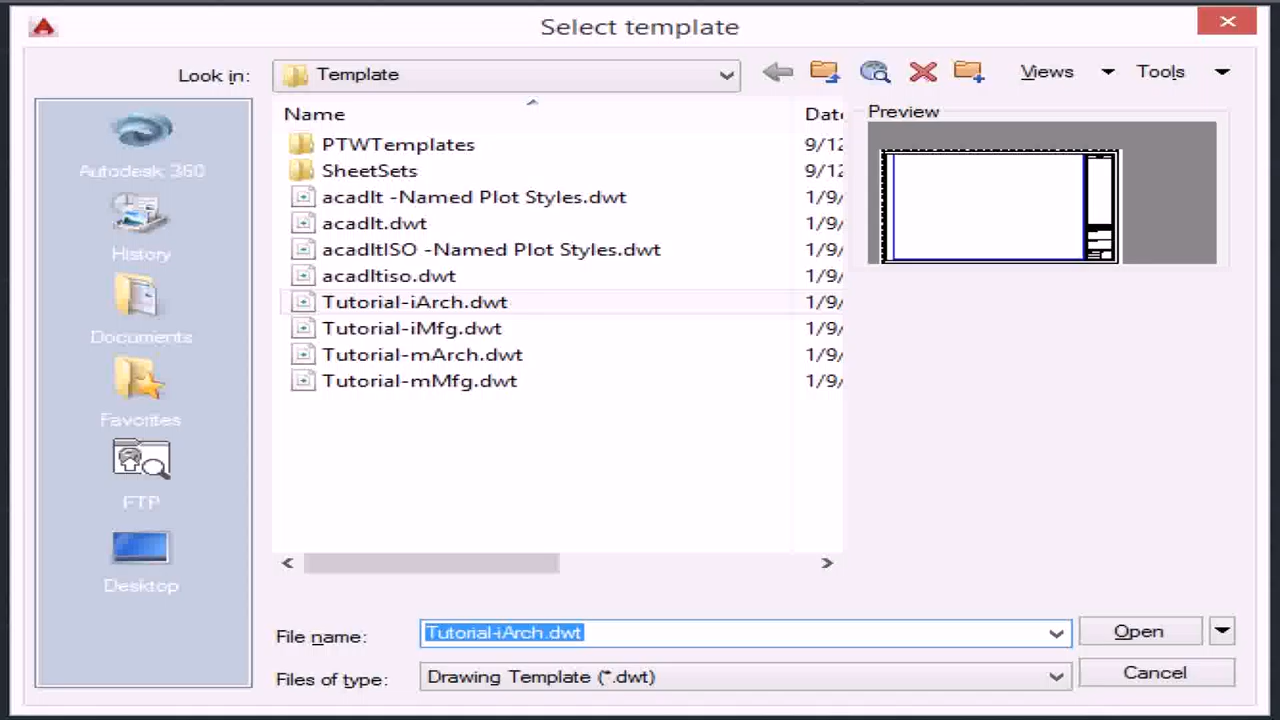 Select template
Look in: Template Views Tools
Name Date Preview
PTWTemplates 9/12
SheetSets 9/12
acadlt -Named Plot Styles.dwt 1/9/
acadlt.dwt 1/9/
acadltISO -Named Plot Styles.dwt 1/9/
acadltiso.dwt 1/9/
Tutorial-iArch.dwt 1/9/
Tutorial-iMfg.dwt 1/9/
Tutorial-mArch.dwt 1/9/
Tutorial-mMfg.dwt 1/9/
Autodesk 360
History
Documents
Favorites
FTP
Desktop
File name: Tutorial-iArch.dwt Open
Files of type: Drawing Template (*.dwt) Cancel